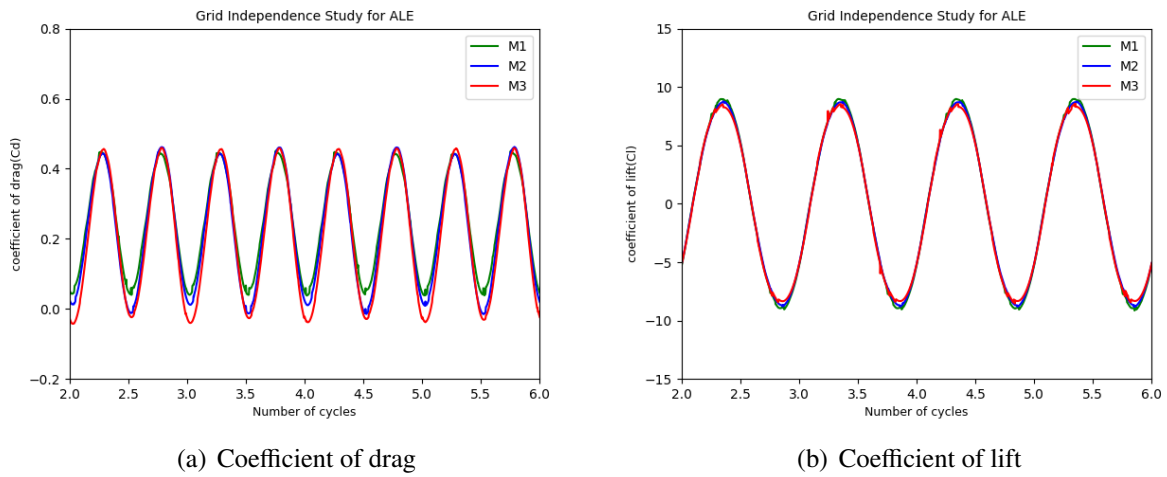 Grid Independence Study for ALE
0.8
0.6
0.4
0.2
0.0
−0.2
coefficient of drag(Cd)
M1
M2
M3
2.0 2.5 3.0 3.5 4.0 4.5 5.0 5.5 6.0
Number of cycles
(a) Coefficient of drag
Grid Independence Study for ALE
15
10
5
0
−5
−10
−15
coefficient of lift(Cl)
M1
M2
M3
2.0 2.5 3.0 3.5 4.0 4.5 5.0 5.5 6.0
Number of cycles
(b) Coefficient of lift